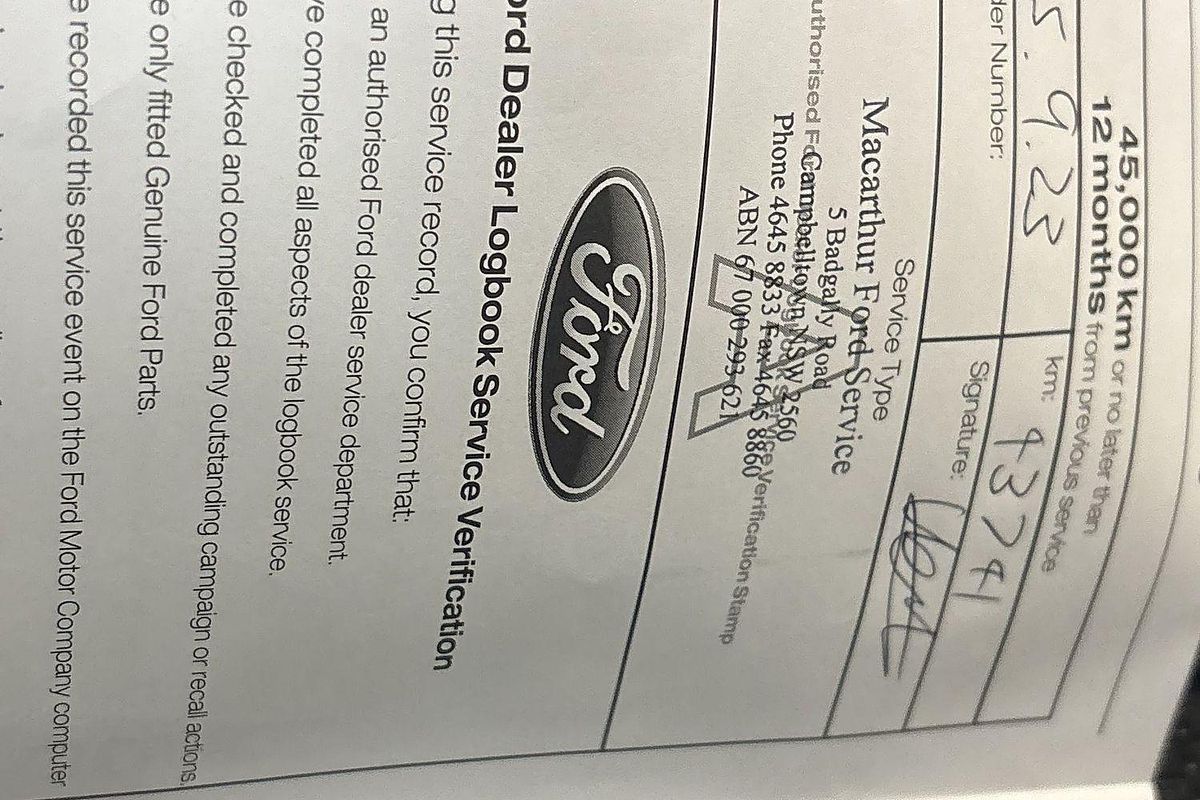 45,000 km or no later than
12 months from previous service
5.9.23 km: 43741
der Number: Signature:
Service Type
Macarthur Ford Service
5 Badgally Road
Campbelltown NSW 2560
Phone 4645 8833 Fax 4645 8860
ABN 67 000 293 621
uthorised Verification Stamp
Ford
ord Dealer Logbook Service Verification
g this service record, you confirm that:
an authorised Ford dealer service department.
ve completed all aspects of the logbook service.
e checked and completed any outstanding campaign or recall actions.
e only fitted Genuine Ford Parts.
e recorded this service event on the Ford Motor Company computer